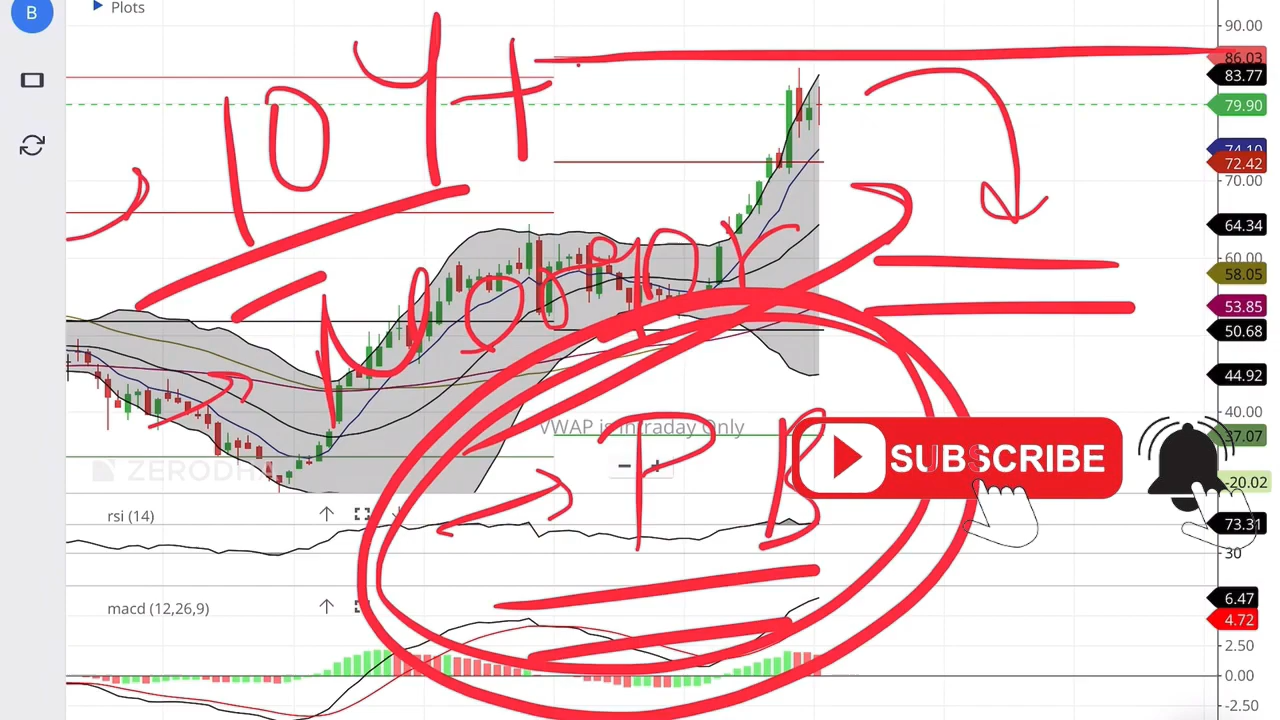 B
Plots
90.00
86.03
83.77
10 Y+
79.90
74.10
72.42
70.00
64.34
60.00
58.05
53.85
50.68
44.92
40.00
VWAP is Intraday Only
37.07
PB
SUBSCRIBE
ZERODHA
-20.02
rsi (14)
73.31
30
macd (12,26,9)
6.47
4.72
2.50
0.00
-2.50